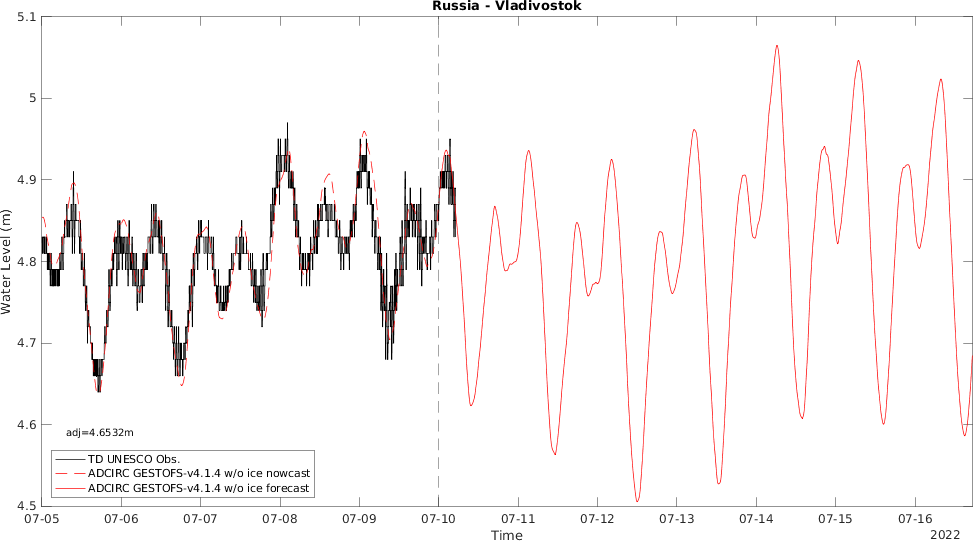 Russia - Vladivostok
5.1
5
4.9
4.8
4.7
4.6
4.5
Water Level (m)
adj=4.6532m
TD UNESCO Obs.
ADCIRC GESTOFS-v4.1.4 w/o ice nowcast
ADCIRC GESTOFS-v4.1.4 w/o ice forecast
07-05 07-06 07-07 07-08 07-09 07-10 07-11 07-12 07-13 07-14 07-15 07-16
Time
2022